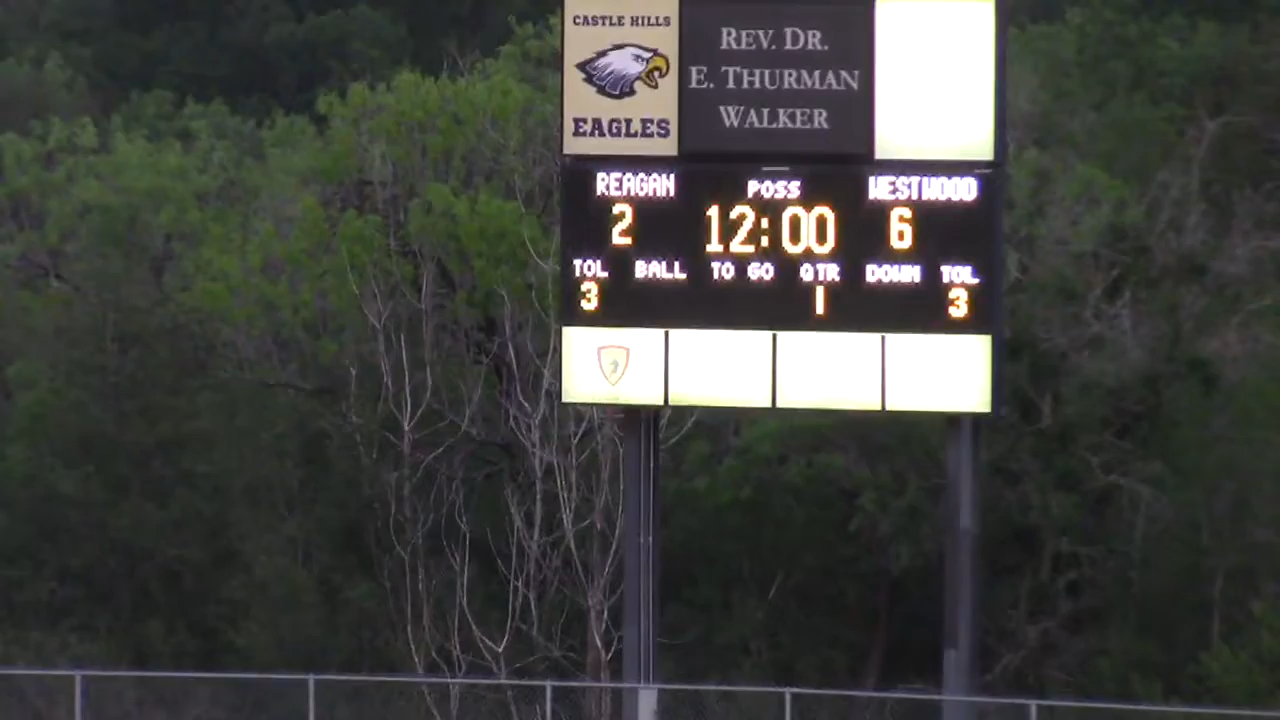 CASTLE HILLS
EAGLES
REV. DR.
E. THURMAN
WALKER
REAGAN POSS WESTWOOD
2 12:00 6
TOL BALL TO GO QTR DOWN TOL
3 1 3